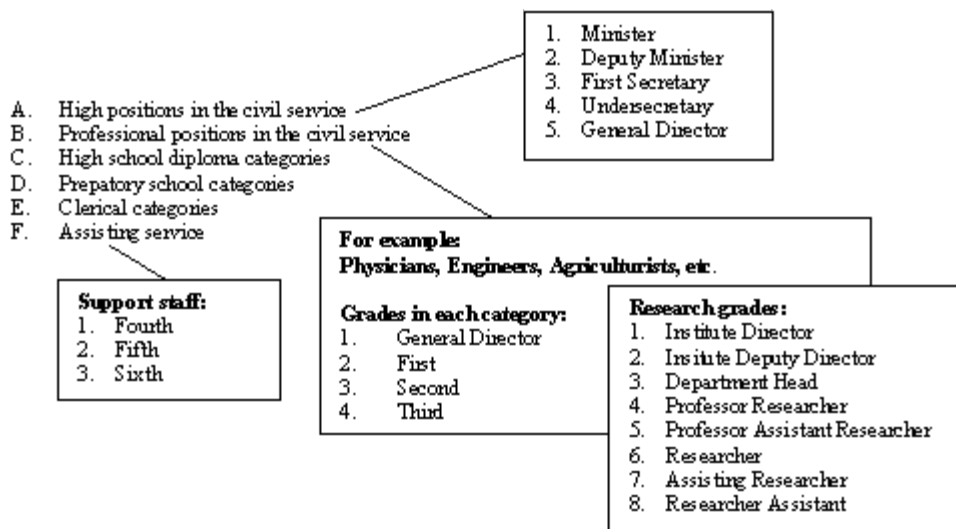 1. Minister
2. Deputy Minister
3. First Secretary
4. Undersecretary
5. General Director
A. High positions in the civil service
B. Professional positions in the civil service
C. High school diploma categories
D. Prepatory school categories
E. Clerical categories
F. Assisting service
For example:
Physicians, Engineers, Agriculturists, etc.
Grades in each category:
1. General Director
2. First
3. Second
4. Third
Support staff:
1. Fourth
2. Fifth
3. Sixth
Research grades:
1. Institute Director
2. Insitute Deputy Director
3. Department Head
4. Professor Researcher
5. Professor Assistant Researcher
6. Researcher
7. Assisting Researcher
8. Researcher Assistant